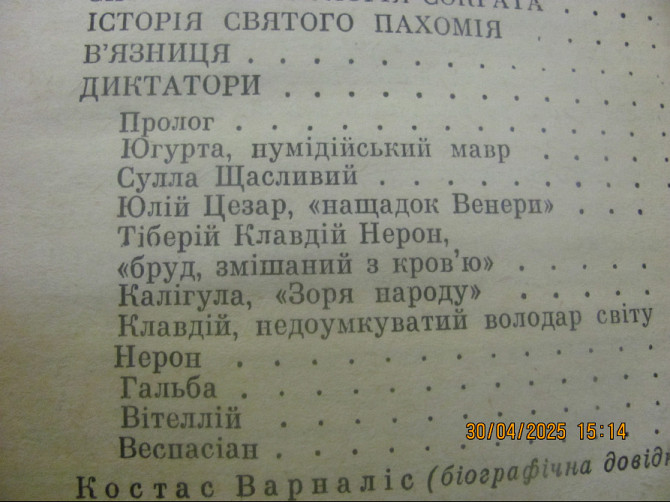 СОКРАТА . . .
ІСТОРІЯ СВЯТОГО ПАХОМІЯ . . .
В'ЯЗНИЦЯ . . . . . . . . . . .
ДИКТАТОРИ . . . . . . . . . . .
Пролог . . . . . . . . . . . .
Югурта, нумідійський мавр . . . .
Сулла Щасливий . . . . . . . .
Юлій Цезар, «нащадок Венери» . . .
Тіберій Клавдій Нерон,
«бруд, змішаний з кров'ю» . . . . .
Калігула, «Зоря народу» . . . . .
Клавдій, недоумкуватий володар світу
Нерон . . . . . . . . . . . .
Гальба . . . . . . . . . . . .
Вітеллій . . . . . . . . . . .
30/04/2025 15:14
Веспасіан . . . . . . . . . . .
Костас Варналіс (біографічна